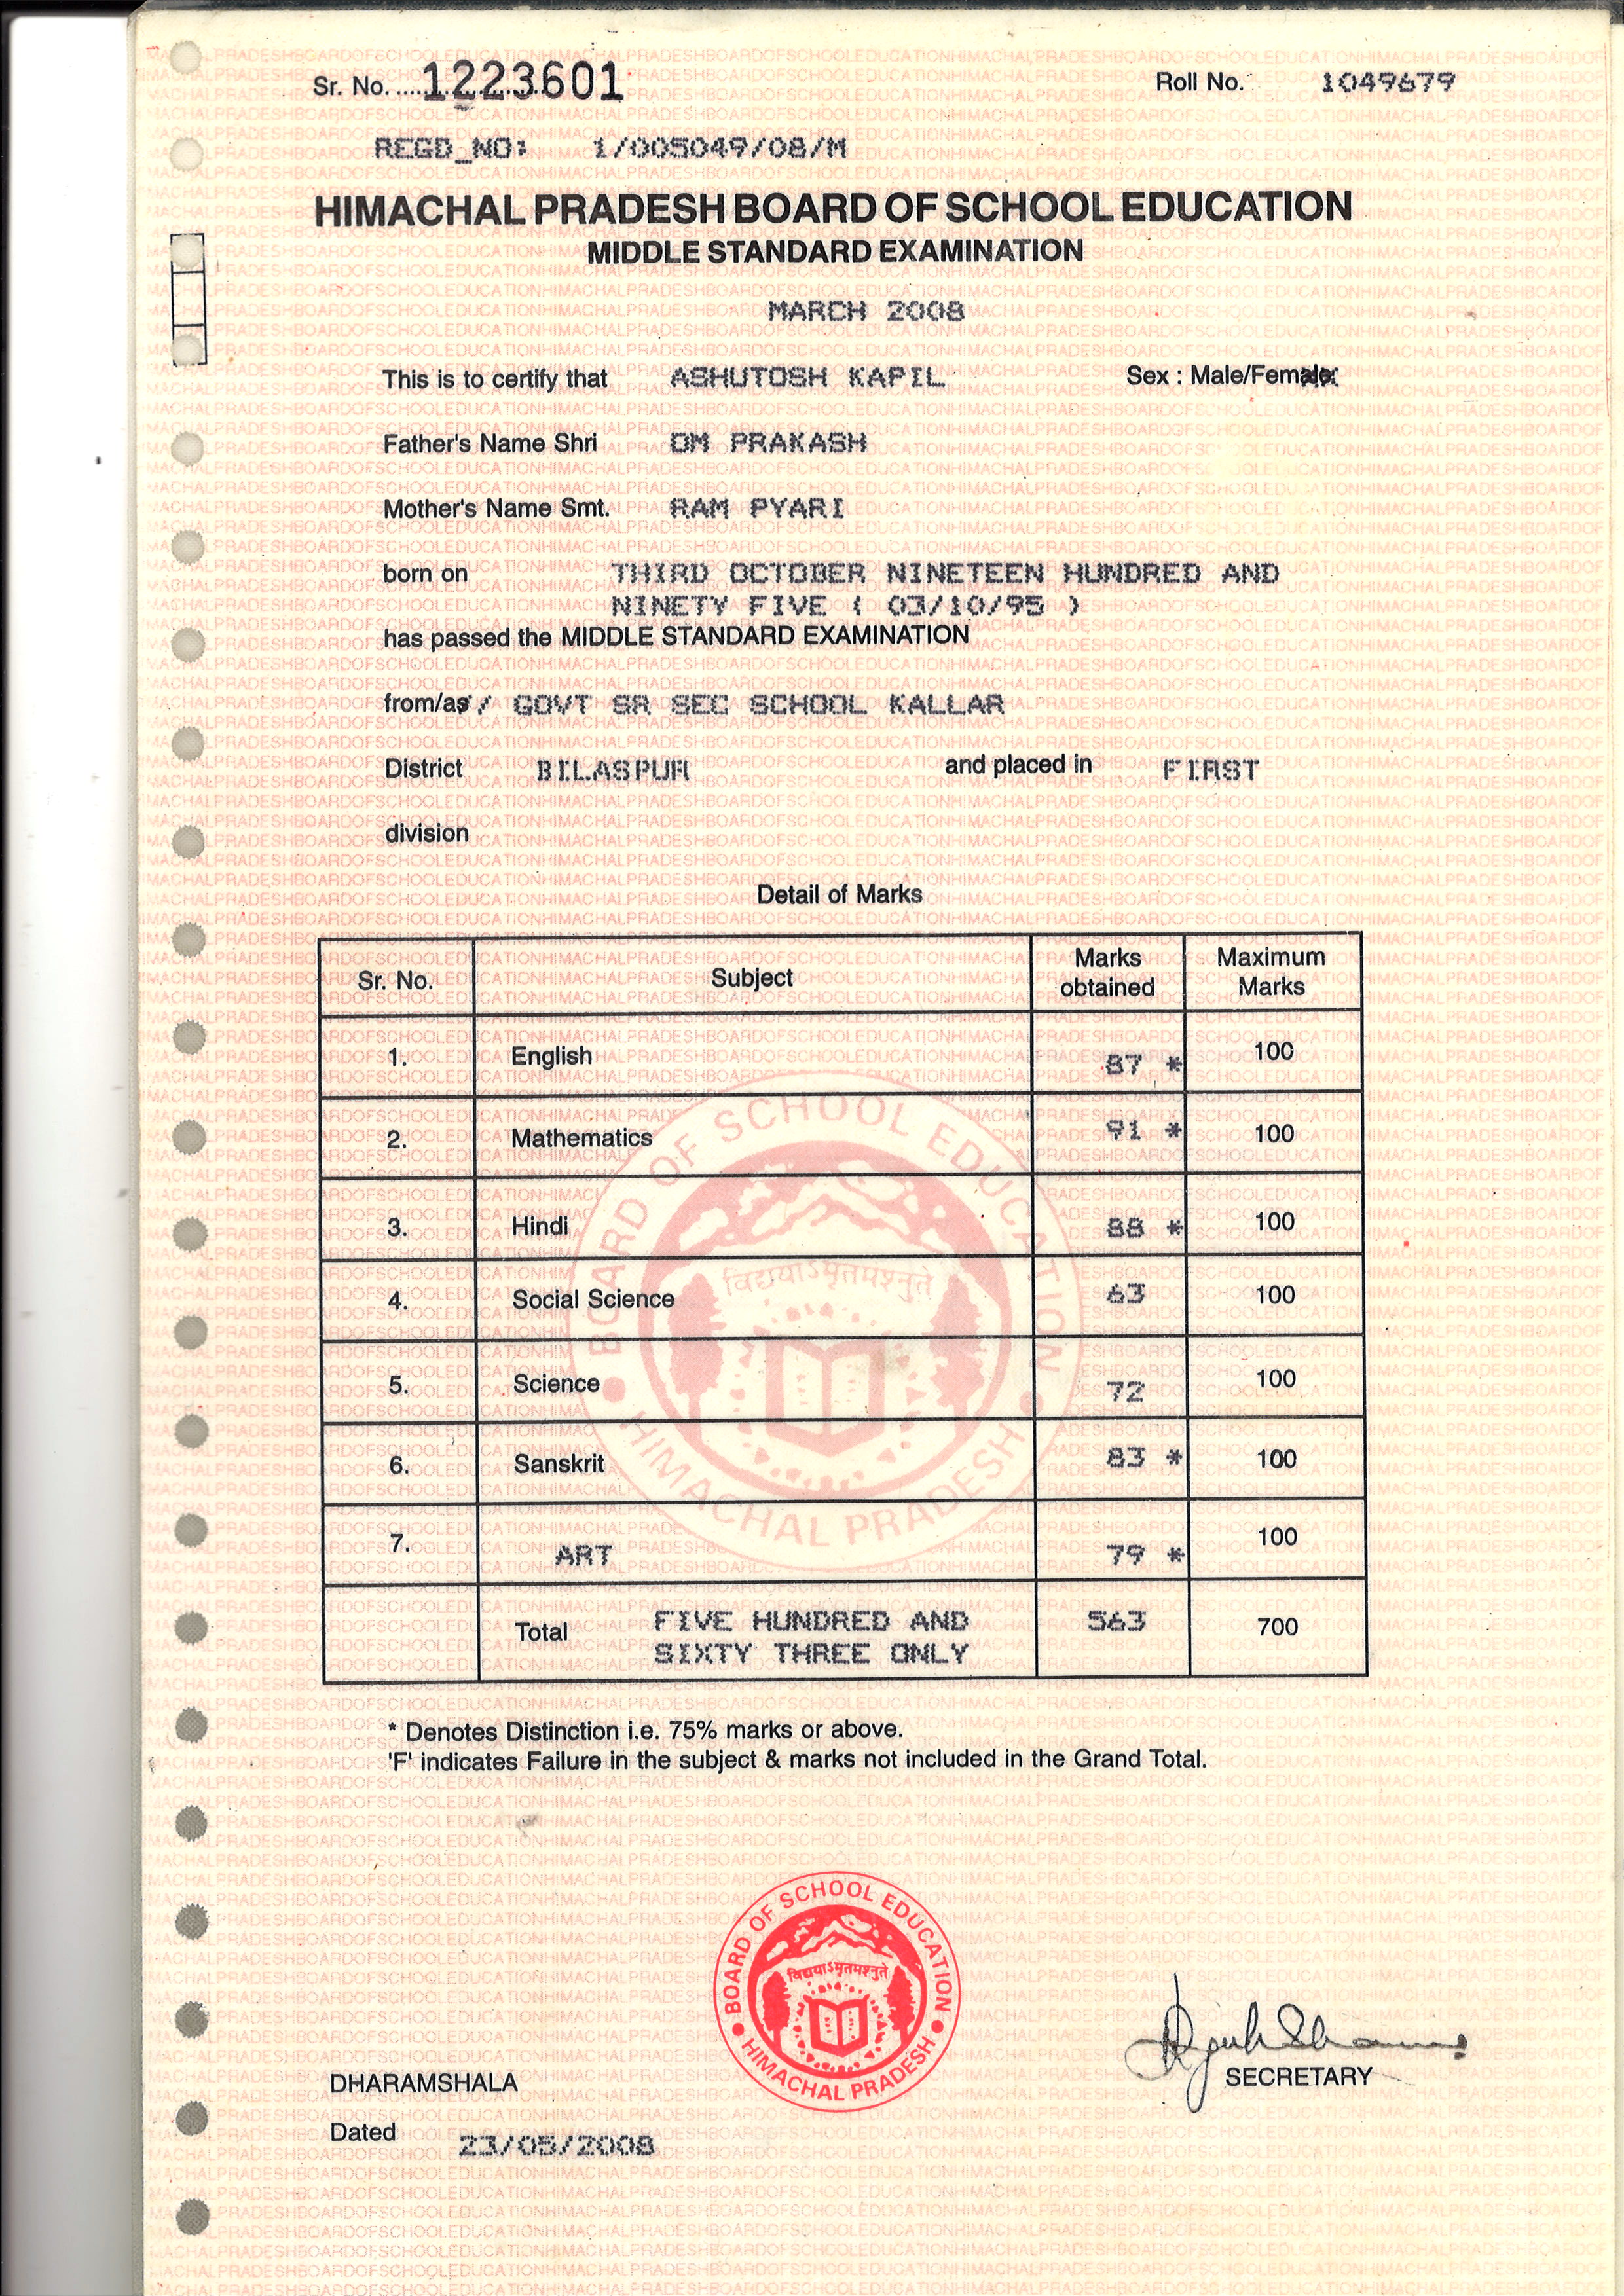 Sr. No. ....1223601
Roll No. 1049679
REGD_NO: 1/005049/08/M
HIMACHAL PRADESH BOARD OF SCHOOL EDUCATION
MIDDLE STANDARD EXAMINATION
MARCH 2008
This is to certify that ASHUTOSH KAPIL Sex : Male/Female
Father's Name Shri OM PRAKASH
Mother's Name Smt. RAM PYARI
born on THIRD OCTOBER NINETEEN HUNDRED AND
NINETY FIVE ( 03/10/95 )
has passed the MIDDLE STANDARD EXAMINATION
from/as / GOVT SR SEC SCHOOL KALLAR
District BILASPUR and placed in FIRST
division
Detail of Marks
Sr. No. Subject Marks obtained Maximum Marks
1. English 87 * 100
2. Mathematics 91 * 100
3. Hindi 88 * 100
4. Social Science 63 100
5. Science 72 100
6. Sanskrit 83 * 100
7. ART 79 * 100
Total FIVE HUNDRED AND SIXTY THREE ONLY 563 700
* Denotes Distinction i.e. 75% marks or above.
'F' indicates Failure in the subject & marks not included in the Grand Total.
BOARD OF SCHOOL EDUCATION
विद्ययाऽमृतमश्नुते
HIMACHAL PRADESH
SECRETARY
DHARAMSHALA
Dated 23/05/2008